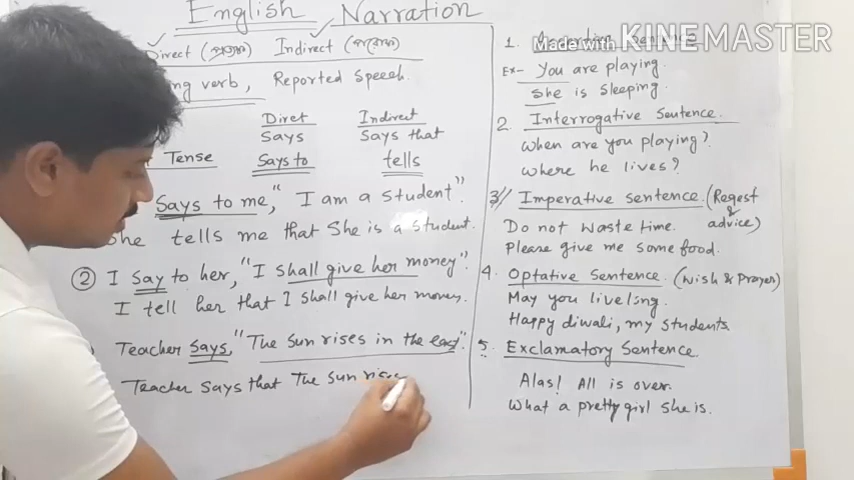 English Narration
Direct (প্রত্যক্ষ) Indirect (পরোক্ষ)
verb, Reported Speech.
Diret Indirect
Says Says that
Tense Says to tells
Says to me, "I am a student".
She tells me that She is a student.
② I Say to her, "I shall give her money".
I tell her that I shall give her money.
Teacher Says, "The Sun rises in the east".
Teacher Says that The Sun rises
1. Sentence
Ex- You are playing.
She is sleeping.
2. Interrogative Sentence.
When are you playing?
Where he lives?
3 Imperative Sentence. (Reqest & advice)
Do not waste time.
Please give me some food.
4. Optative Sentence. (Wish & Prayer)
May you live long.
Happy diwali, my students
5. Exclamatory Sentence.
Alas! All is over.
What a pretty girl She is.
Made with KINEMASTER